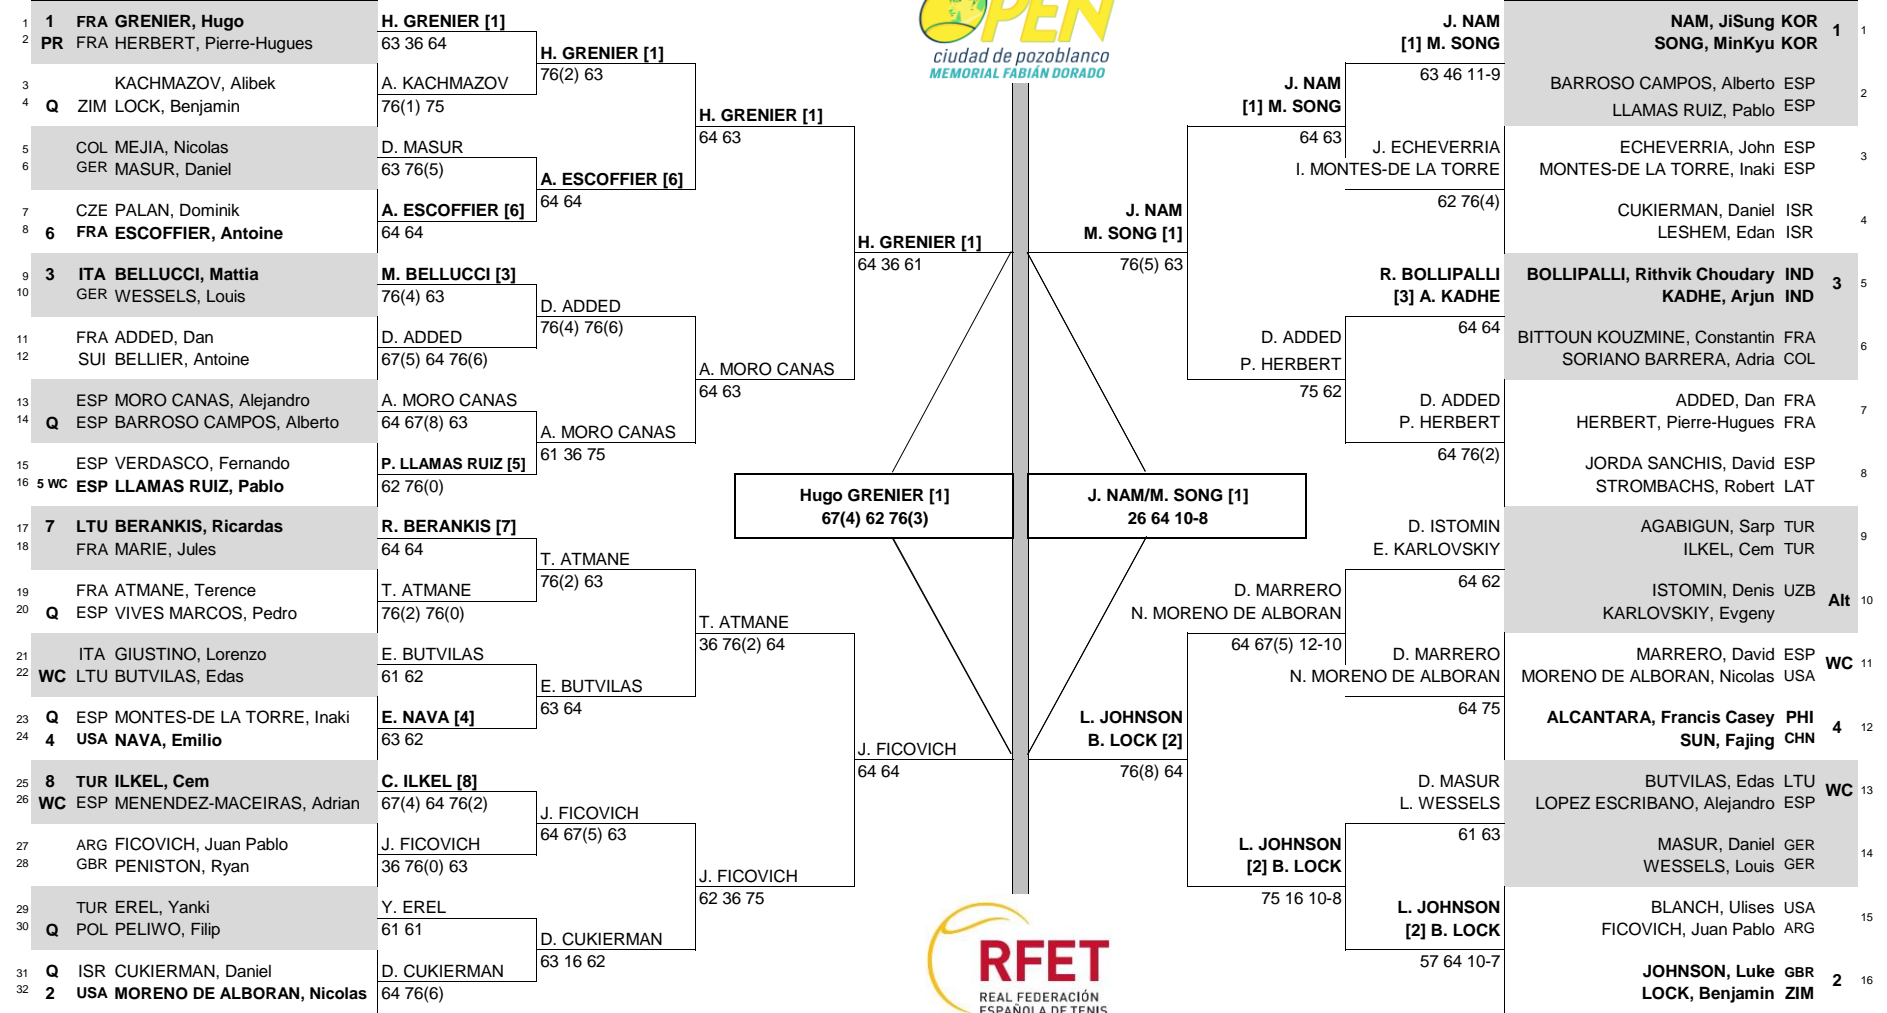 1 1 FRA GRENIER, Hugo
2 PR FRA HERBERT, Pierre-Hugues
3 KACHMAZOV, Alibek
4 Q ZIM LOCK, Benjamin
5 COL MEJIA, Nicolas
6 GER MASUR, Daniel
7 CZE PALAN, Dominik
8 6 FRA ESCOFFIER, Antoine
9 3 ITA BELLUCCI, Mattia
10 GER WESSELS, Louis
11 FRA ADDED, Dan
12 SUI BELLIER, Antoine
13 ESP MORO CANAS, Alejandro
14 Q ESP BARROSO CAMPOS, Alberto
15 ESP VERDASCO, Fernando
16 5 WC ESP LLAMAS RUIZ, Pablo
17 7 LTU BERANKIS, Ricardas
18 FRA MARIE, Jules
19 FRA ATMANE, Terence
20 Q ESP VIVES MARCOS, Pedro
21 ITA GIUSTINO, Lorenzo
22 WC LTU BUTVILAS, Edas
23 Q ESP MONTES-DE LA TORRE, Inaki
24 4 USA NAVA, Emilio
25 8 TUR ILKEL, Cem
26 WC ESP MENENDEZ-MACEIRAS, Adrian
27 ARG FICOVICH, Juan Pablo
28 GBR PENISTON, Ryan
29 TUR EREL, Yanki
30 Q POL PELIWO, Filip
31 Q ISR CUKIERMAN, Daniel
32 2 USA MORENO DE ALBORAN, Nicolas
H. GRENIER [1]
63 36 64
A. KACHMAZOV
76(1) 75
D. MASUR
63 76(5)
A. ESCOFFIER [6]
64 64
M. BELLUCCI [3]
76(4) 63
D. ADDED
67(5) 64 76(6)
A. MORO CANAS
64 67(8) 63
P. LLAMAS RUIZ [5]
62 76(0)
R. BERANKIS [7]
64 64
T. ATMANE
76(2) 76(0)
E. BUTVILAS
61 62
E. NAVA [4]
63 62
C. ILKEL [8]
67(4) 64 76(2)
J. FICOVICH
36 76(0) 63
Y. EREL
61 61
D. CUKIERMAN
64 76(6)
H. GRENIER [1]
76(2) 63
A. ESCOFFIER [6]
64 64
D. ADDED
76(4) 76(6)
A. MORO CANAS
61 36 75
T. ATMANE
76(2) 63
E. BUTVILAS
63 64
J. FICOVICH
64 67(5) 63
D. CUKIERMAN
63 16 62
H. GRENIER [1]
64 63
A. MORO CANAS
64 63
T. ATMANE
36 76(2) 64
J. FICOVICH
62 36 75
H. GRENIER [1]
64 36 61
J. FICOVICH
64 64
Hugo GRENIER [1]
67(4) 62 76(3)
OPEN
ciudad de pozoblanco
MEMORIAL FABIÁN DORADO
RFET
REAL FEDERACIÓN
ESPAÑOLA DE TENIS
J. NAM/M. SONG [1]
26 64 10-8
J. NAM
M. SONG [1]
76(5) 63
L. JOHNSON
B. LOCK [2]
76(8) 64
J. NAM
[1] M. SONG
64 63
D. ADDED
P. HERBERT
75 62
D. MARRERO
N. MORENO DE ALBORAN
64 67(5) 12-10
L. JOHNSON
[2] B. LOCK
75 16 10-8
J. NAM
[1] M. SONG
63 46 11-9
J. ECHEVERRIA
I. MONTES-DE LA TORRE
62 76(4)
R. BOLLIPALLI
[3] A. KADHE
64 64
D. ADDED
P. HERBERT
64 76(2)
D. ISTOMIN
E. KARLOVSKIY
64 62
D. MARRERO
N. MORENO DE ALBORAN
64 75
D. MASUR
L. WESSELS
61 63
L. JOHNSON
[2] B. LOCK
57 64 10-7
NAM, JiSung KOR
SONG, MinKyu KOR
1 1
BARROSO CAMPOS, Alberto ESP
LLAMAS RUIZ, Pablo ESP
2
ECHEVERRIA, John ESP
MONTES-DE LA TORRE, Inaki ESP
3
CUKIERMAN, Daniel ISR
LESHEM, Edan ISR
4
BOLLIPALLI, Rithvik Choudary IND
KADHE, Arjun IND
3 5
BITTOUN KOUZMINE, Constantin FRA
SORIANO BARRERA, Adria COL
6
ADDED, Dan FRA
HERBERT, Pierre-Hugues FRA
7
JORDA SANCHIS, David ESP
STROMBACHS, Robert LAT
8
AGABIGUN, Sarp TUR
ILKEL, Cem TUR
9
ISTOMIN, Denis UZB
KARLOVSKIY, Evgeny
Alt 10
MARRERO, David ESP
MORENO DE ALBORAN, Nicolas USA
WC 11
ALCANTARA, Francis Casey PHI
SUN, Fajing CHN
4 12
BUTVILAS, Edas LTU
LOPEZ ESCRIBANO, Alejandro ESP
WC 13
MASUR, Daniel GER
WESSELS, Louis GER
14
BLANCH, Ulises USA
FICOVICH, Juan Pablo ARG
15
JOHNSON, Luke GBR
LOCK, Benjamin ZIM
2 16